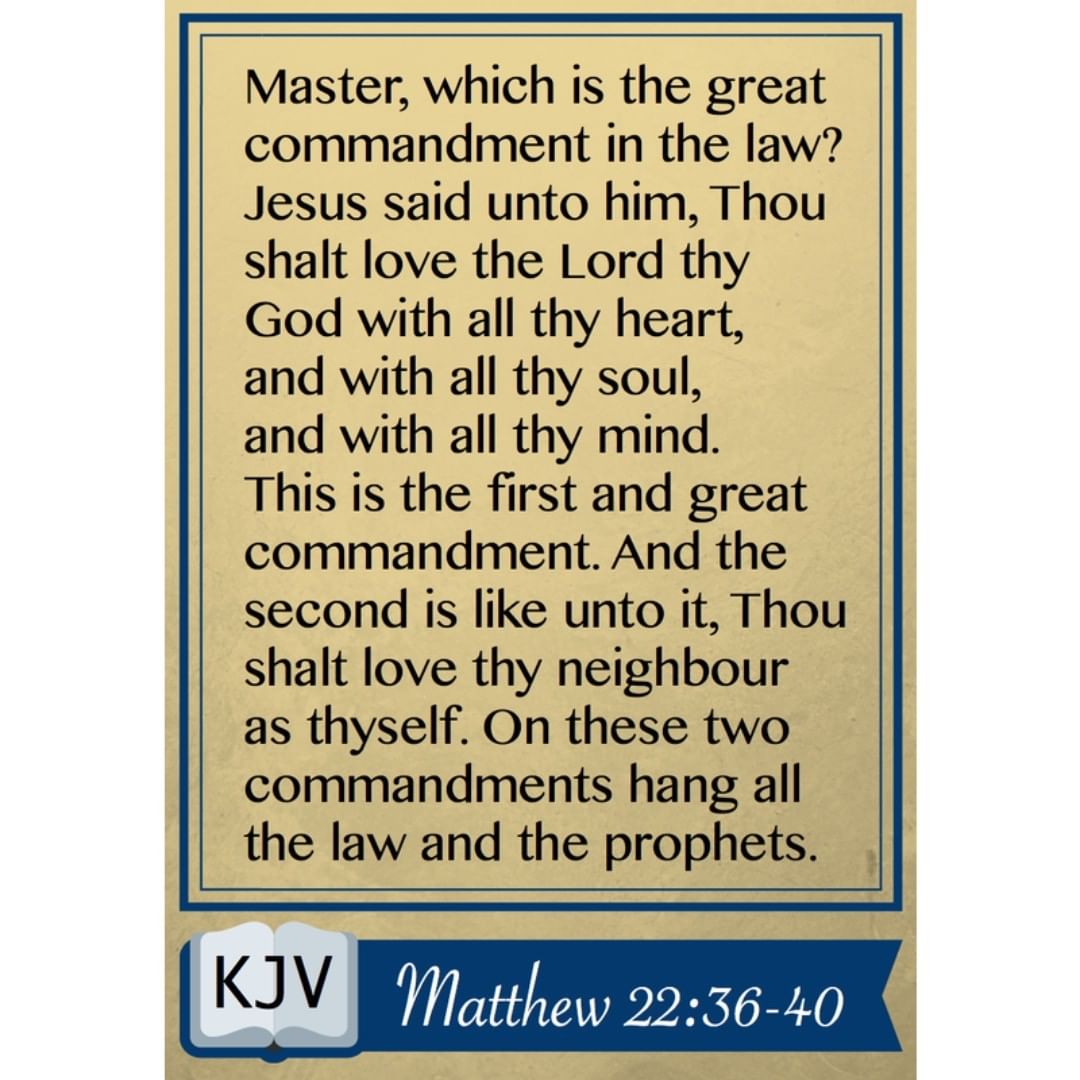 Master, which is the great
commandment in the law?
Jesus said unto him, Thou
shalt love the Lord thy
God with all thy heart,
and with all thy soul,
and with all thy mind.
This is the first and great
commandment. And the
second is like unto it, Thou
shalt love thy neighbour
as thyself. On these two
commandments hang all
the law and the prophets.
KJV
Matthew 22:36-40